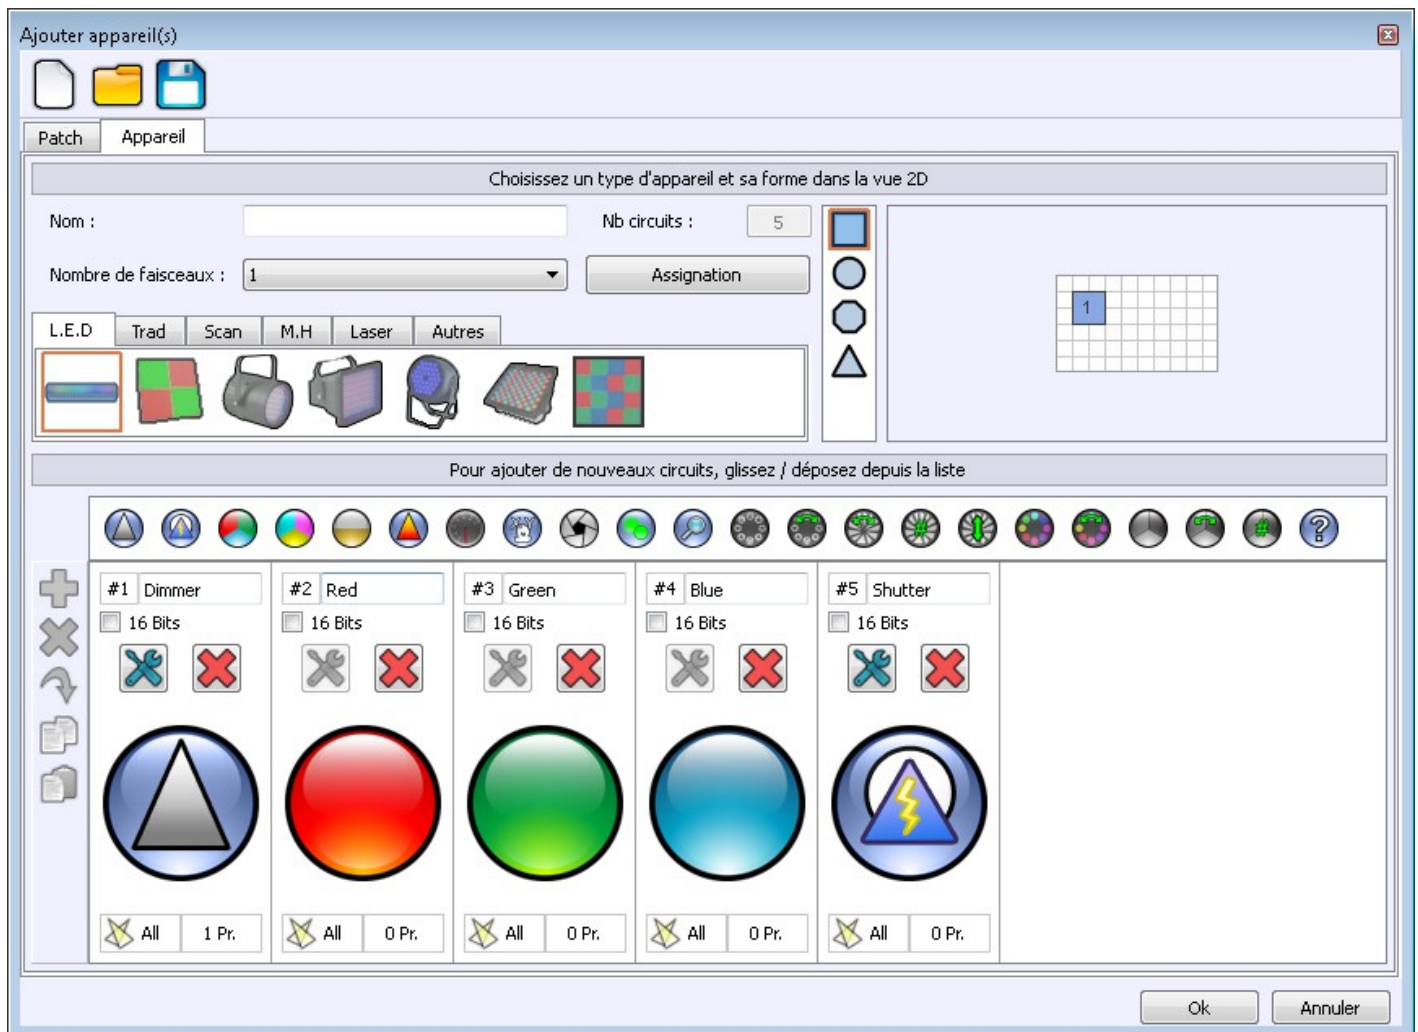 Ajouter appareil(s)
Patch Appareil
Choisissez un type d'appareil et sa forme dans la vue 2D
Nom : Nb circuits : 5
Nombre de faisceaux : 1 Assignation
1
L.E.D Trad Scan M.H Laser Autres
Pour ajouter de nouveaux circuits, glissez / déposez depuis la liste
# #
?
#1 Dimmer #2 Red #3 Green #4 Blue #5 Shutter
16 Bits 16 Bits 16 Bits 16 Bits 16 Bits
All 1 Pr. All 0 Pr. All 0 Pr. All 0 Pr. All 0 Pr.
Ok Annuler